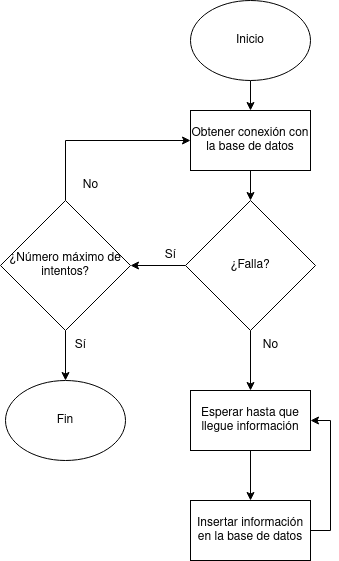 Inicio
Obtener conexión con
la base de datos
No
¿Número máximo de
intentos?
Sí
¿Falla?
Sí
No
Fin
Esperar hasta que
llegue información
Insertar información
en la base de datos